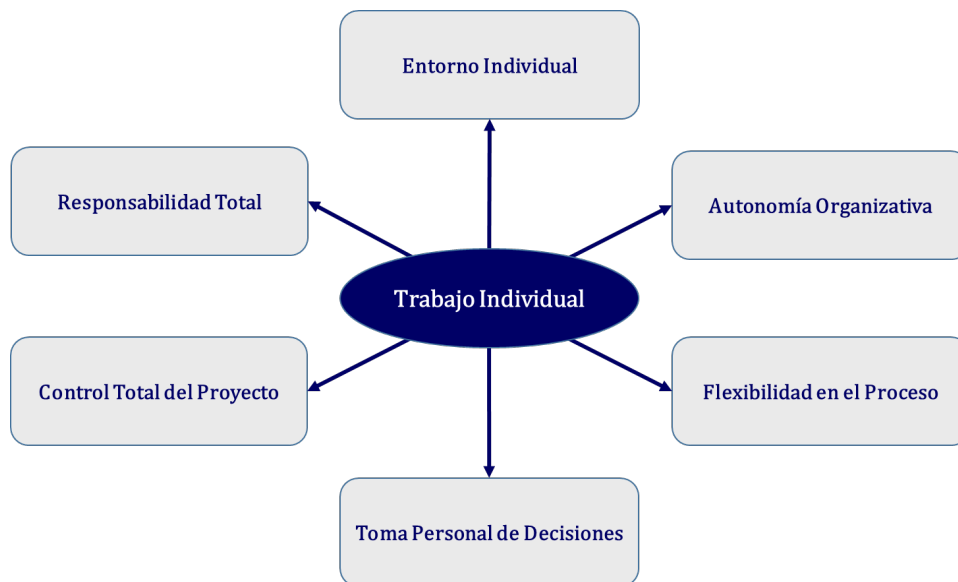 Entorno Individual
Responsabilidad Total
Autonomía Organizativa
Trabajo Individual
Control Total del Proyecto
Flexibilidad en el Proceso
Toma Personal de Decisiones